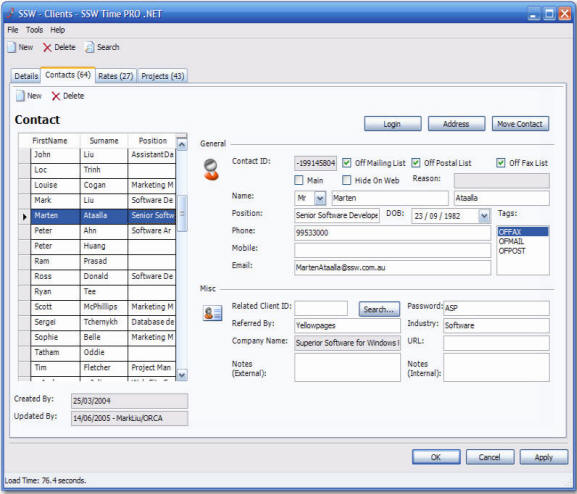 SSW - Clients - SSW Time PRO .NET
File Tools Help
New Delete Search
Details Contacts (64) Rates (27) Projects (43)
New Delete
Contact
Login Address Move Contact
FirstName Surname Position
John Liu AssistantDa
Loc Trinh
Louise Cogan Marketing M
Mark Liu Software De
Marten Ataalla Senior Softw
Peter Ahn Software Ar
Peter Huang
Ram Prasad
Ross Donald Software De
Ryan Tee
Scott McPhillips Marketing M
Sergei Tchernykh Database de
Sophie Belle Marketing M
Tatham Oddie
Tim Fletcher Project Man
General
Contact ID: -199145804 Off Mailing List Off Postal List Off Fax List
Main Hide On Web Reason:
Name: Mr Marten Ataalla
Position: Senior Software Develope DOB: 23 / 09 / 1982 Tags:
Phone: 99533000 OFFAX
OFMAIL
Mobile: OFPOST
Email: MartenAtaalla@ssw.com.au
Misc
Related Client ID: Search... Password: ASP
Referred By: Yellowpages Industry: Software
Company Name: Superior Software for Windows URL:
Notes (External): Notes (Internal):
Created By: 25/03/2004
Updated By: 14/06/2005 - MarkLiu/ORCA
OK Cancel Apply
Load Time: 76.4 seconds.